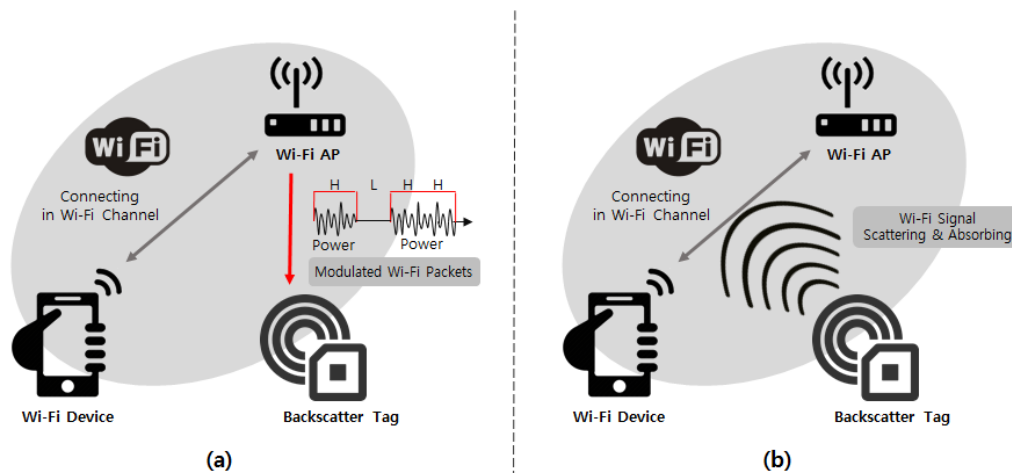 Wi Fi
Wi-Fi AP
Connecting
in Wi-Fi Channel
H L H H
Power Power
Modulated Wi-Fi Packets
Wi-Fi Device
Backscatter Tag
(a)
Wi Fi
Wi-Fi AP
Connecting
in Wi-Fi Channel
Wi-Fi Signal
Scattering & Absorbing
Wi-Fi Device
Backscatter Tag
(b)